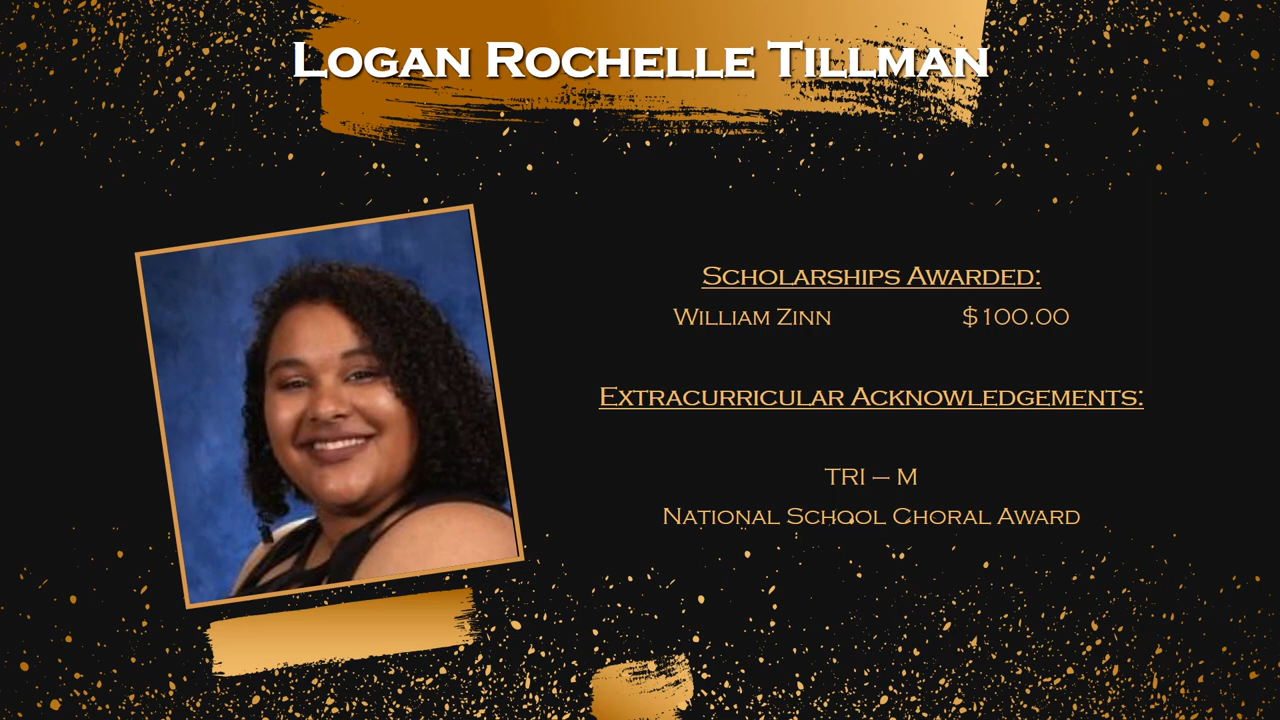 Logan Rochelle Tillman
Scholarships Awarded:
William Zinn $100.00
Extracurricular Acknowledgements:
TRI – M
National School Choral Award